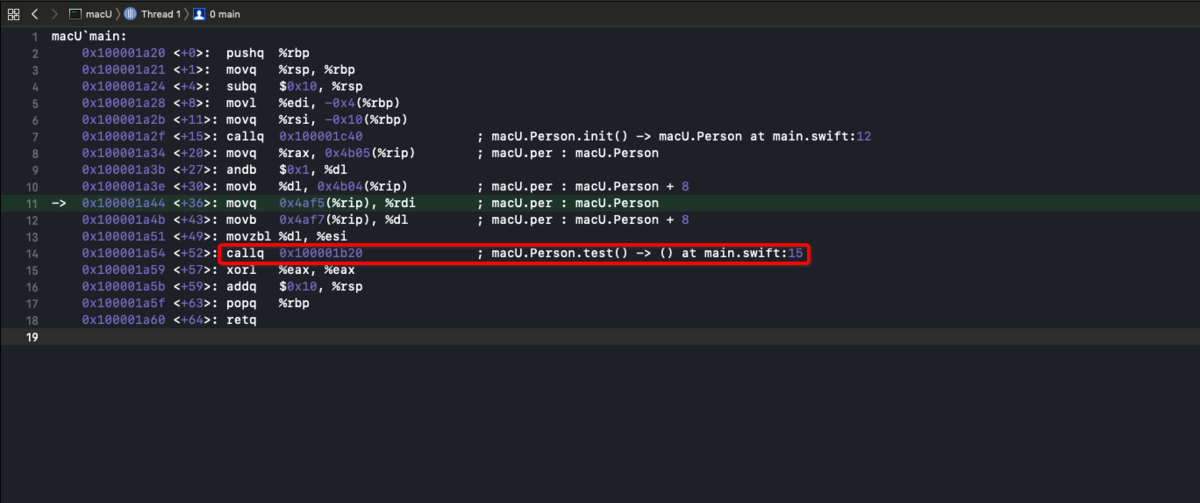 macU 〉 Thread 1 〉 0 main
1 macU`main:
2 0x100001a20 <+0>: pushq %rbp
3 0x100001a21 <+1>: movq %rsp, %rbp
4 0x100001a24 <+4>: subq $0x10, %rsp
5 0x100001a28 <+8>: movl %edi, -0x4(%rbp)
6 0x100001a2b <+11>: movq %rsi, -0x10(%rbp)
7 0x100001a2f <+15>: callq 0x100001c40 ; macU.Person.init() -> macU.Person at main.swift:12
8 0x100001a34 <+20>: movq %rax, 0x4b05(%rip) ; macU.per : macU.Person
9 0x100001a3b <+27>: andb $0x1, %dl
10 0x100001a3e <+30>: movb %dl, 0x4b04(%rip) ; macU.per : macU.Person + 8
11 -> 0x100001a44 <+36>: movq 0x4af5(%rip), %rdi ; macU.per : macU.Person
12 0x100001a4b <+43>: movb 0x4af7(%rip), %dl ; macU.per : macU.Person + 8
13 0x100001a51 <+49>: movzbl %dl, %esi
14 0x100001a54 <+52>: callq 0x100001b20 ; macU.Person.test() -> () at main.swift:15
15 0x100001a59 <+57>: xorl %eax, %eax
16 0x100001a5b <+59>: addq $0x10, %rsp
17 0x100001a5f <+63>: popq %rbp
18 0x100001a60 <+64>: retq
19